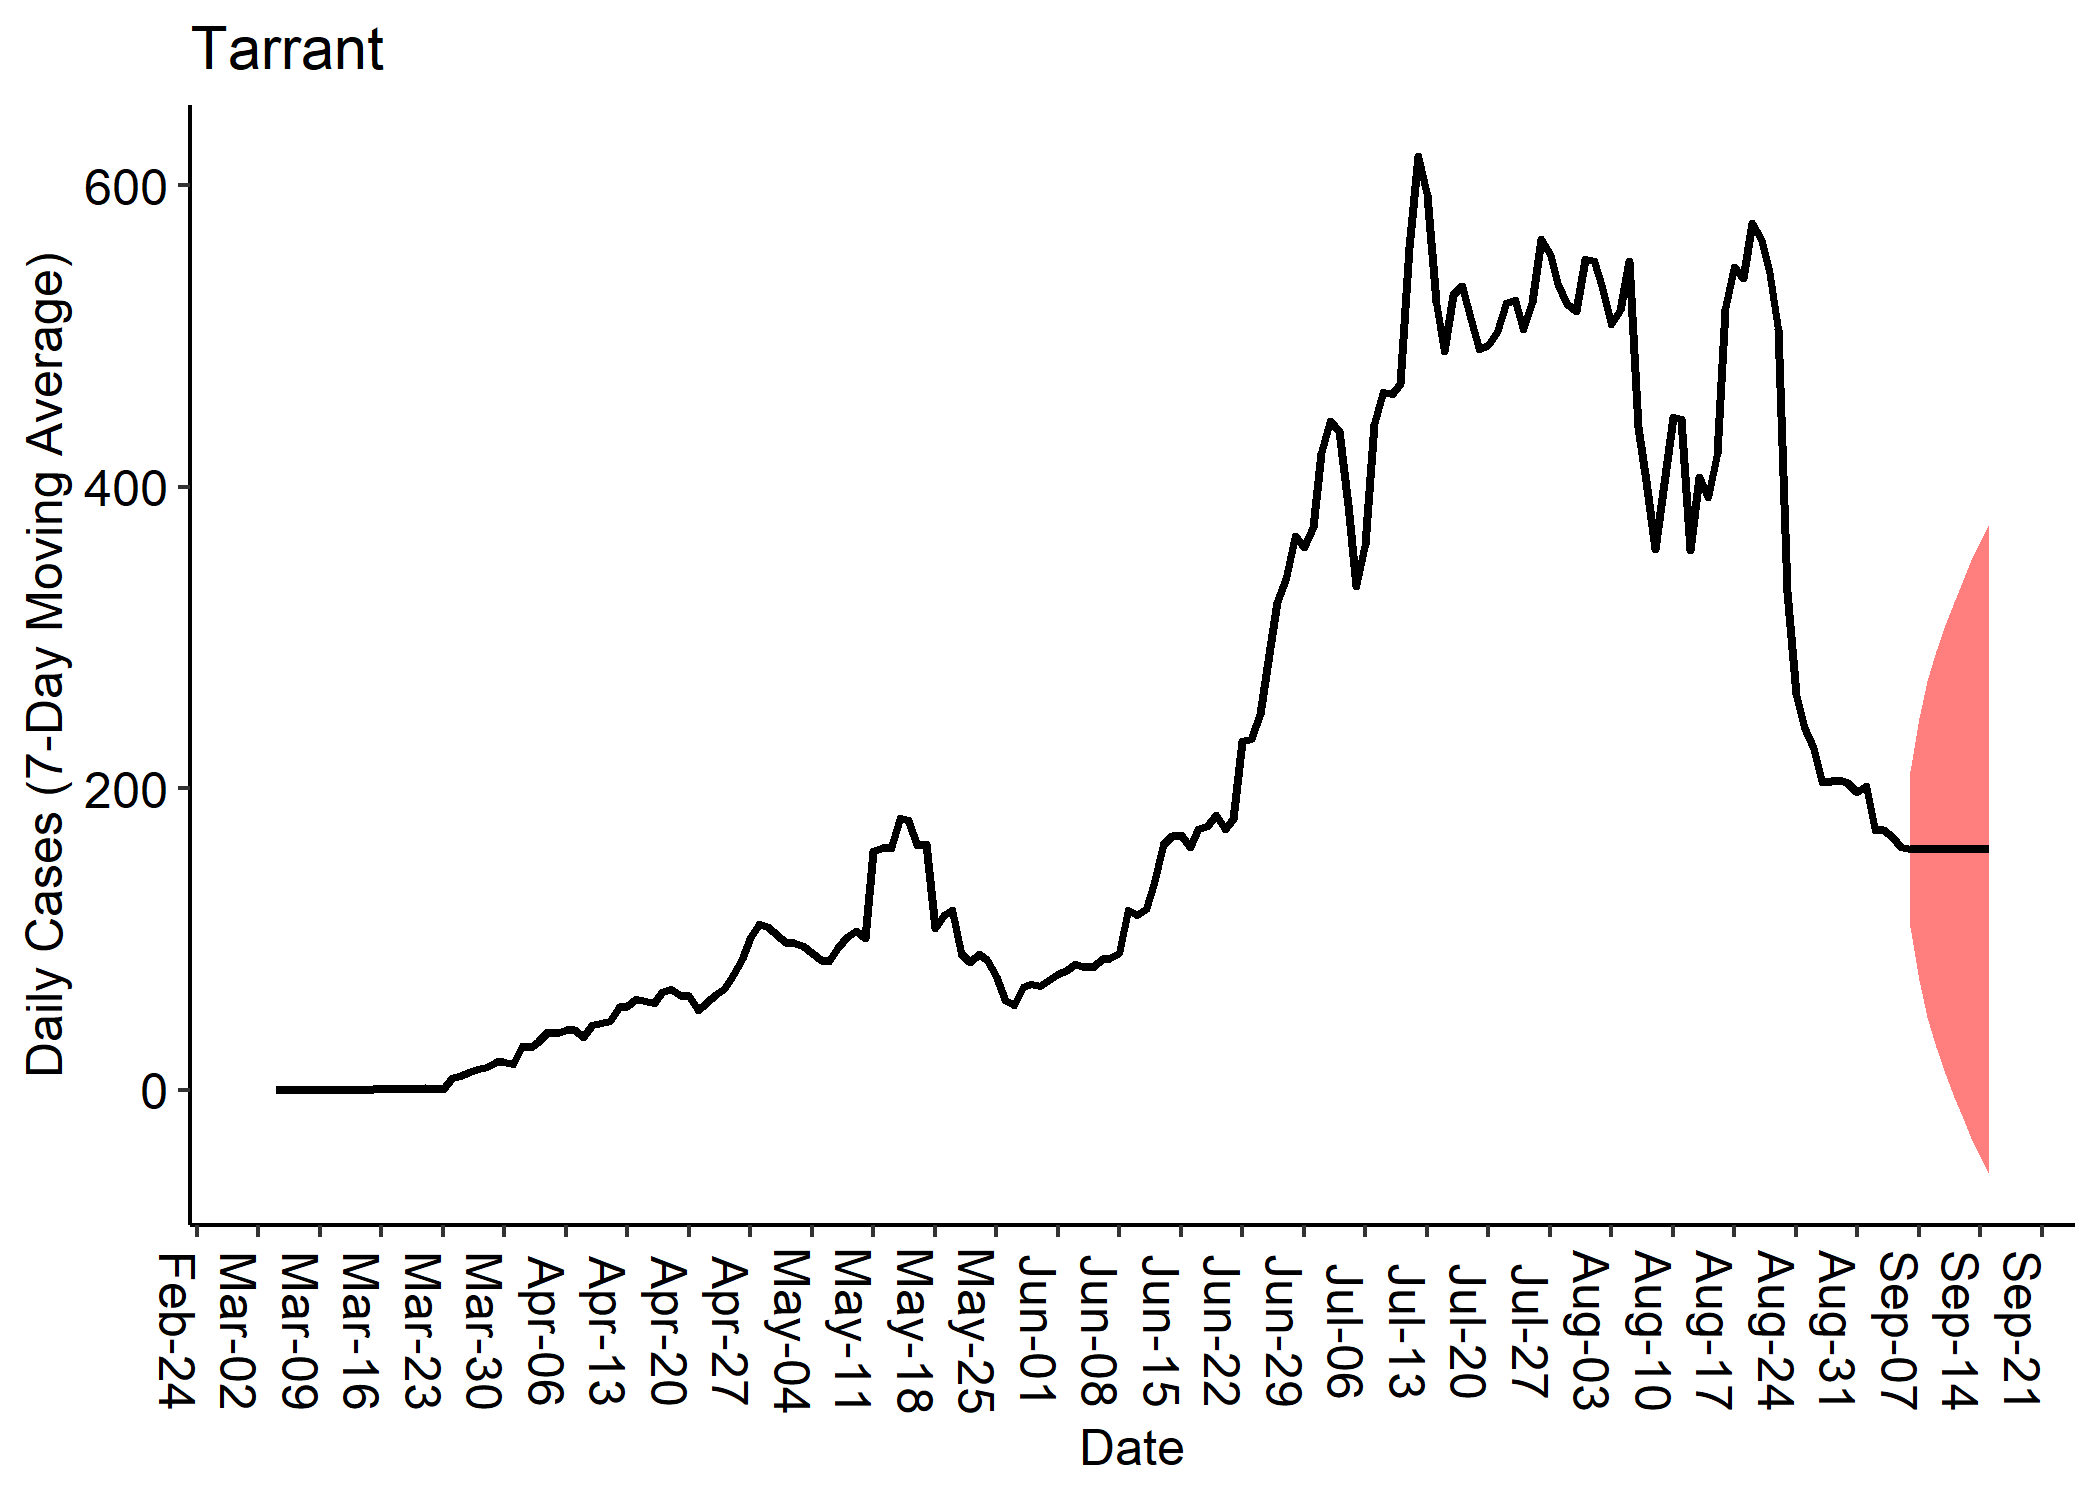 Tarrant
Daily Cases (7-Day Moving Average)
600
400
200
0
Feb-24
Mar-02
Mar-09
Mar-16
Mar-23
Mar-30
Apr-06
Apr-13
Apr-20
Apr-27
May-04
May-11
May-18
May-25
Jun-01
Jun-08
Jun-15
Jun-22
Jun-29
Jul-06
Jul-13
Jul-20
Jul-27
Aug-03
Aug-10
Aug-17
Aug-24
Aug-31
Sep-07
Sep-14
Sep-21
Date